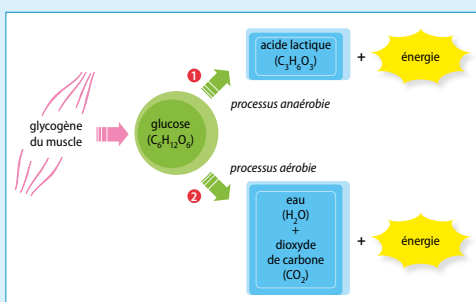 glycogène
du muscle
glucose
(C₆H₁₂O₆)
1
acide lactique
(C₃H₆O₃)
+
énergie
processus anaérobie
processus aérobie
2
eau
(H₂O)
+
dioxyde
de carbone
(CO₂)
+
énergie